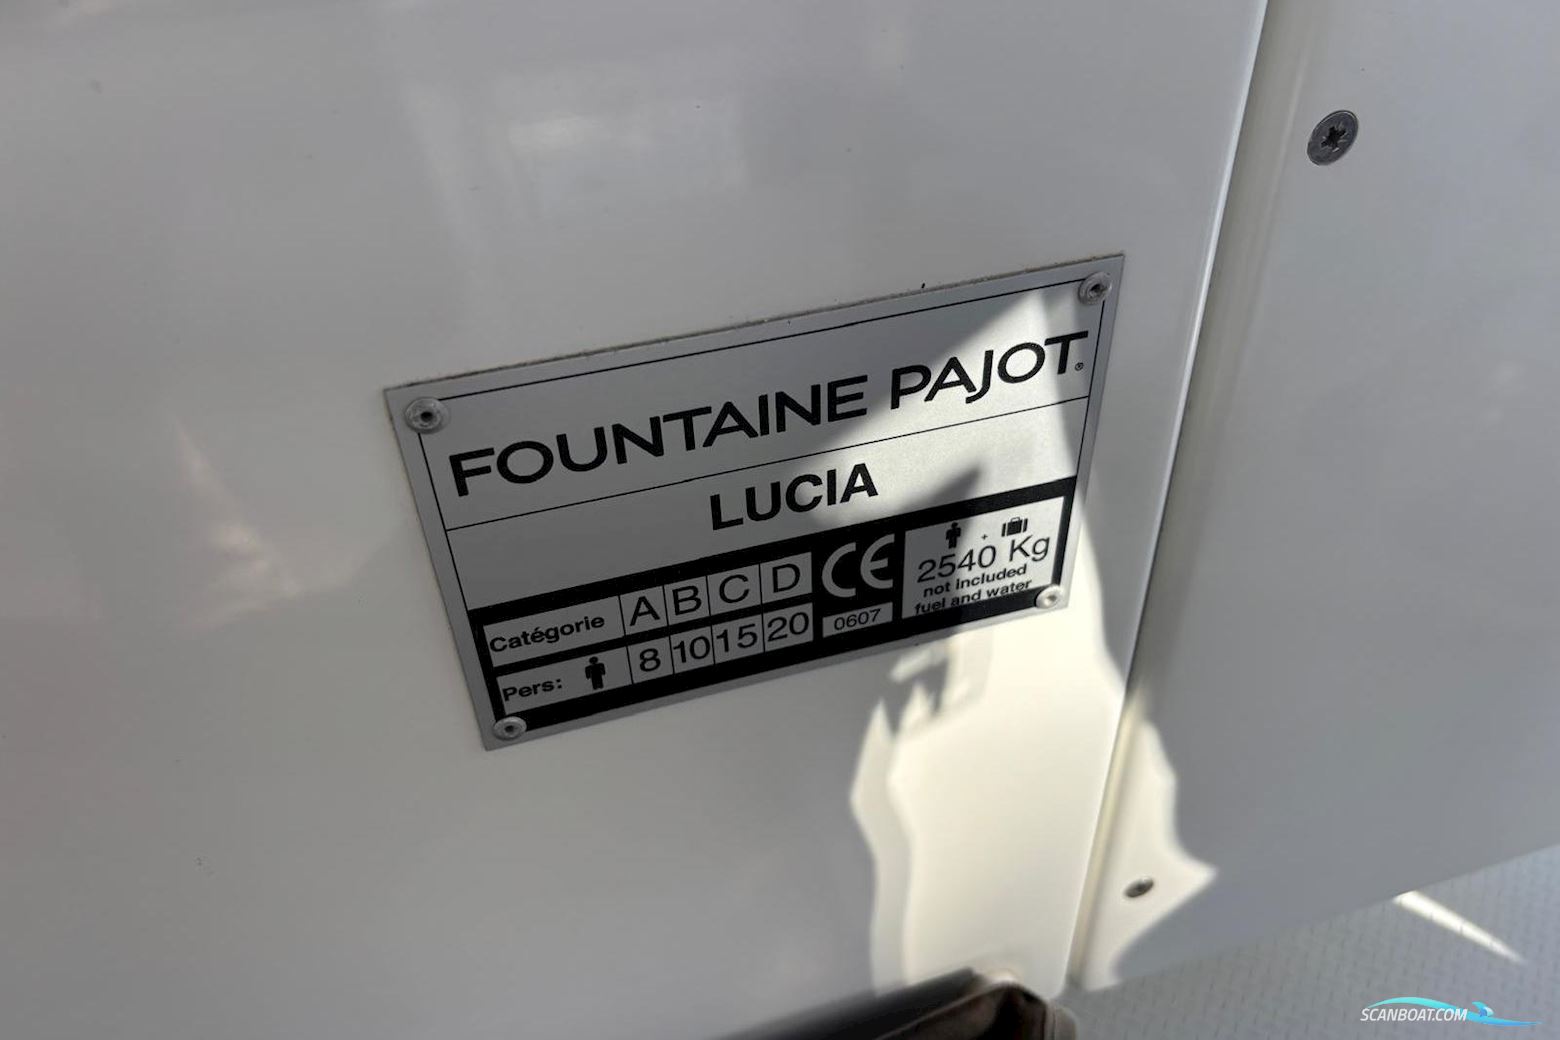 FOUNTAINE PAJOT®
LUCIA
Catégorie A B C D
Pers: 8 10 15 20
CE
0607
+
2540 Kg
not included
fuel and water
SCANBOAT.COM